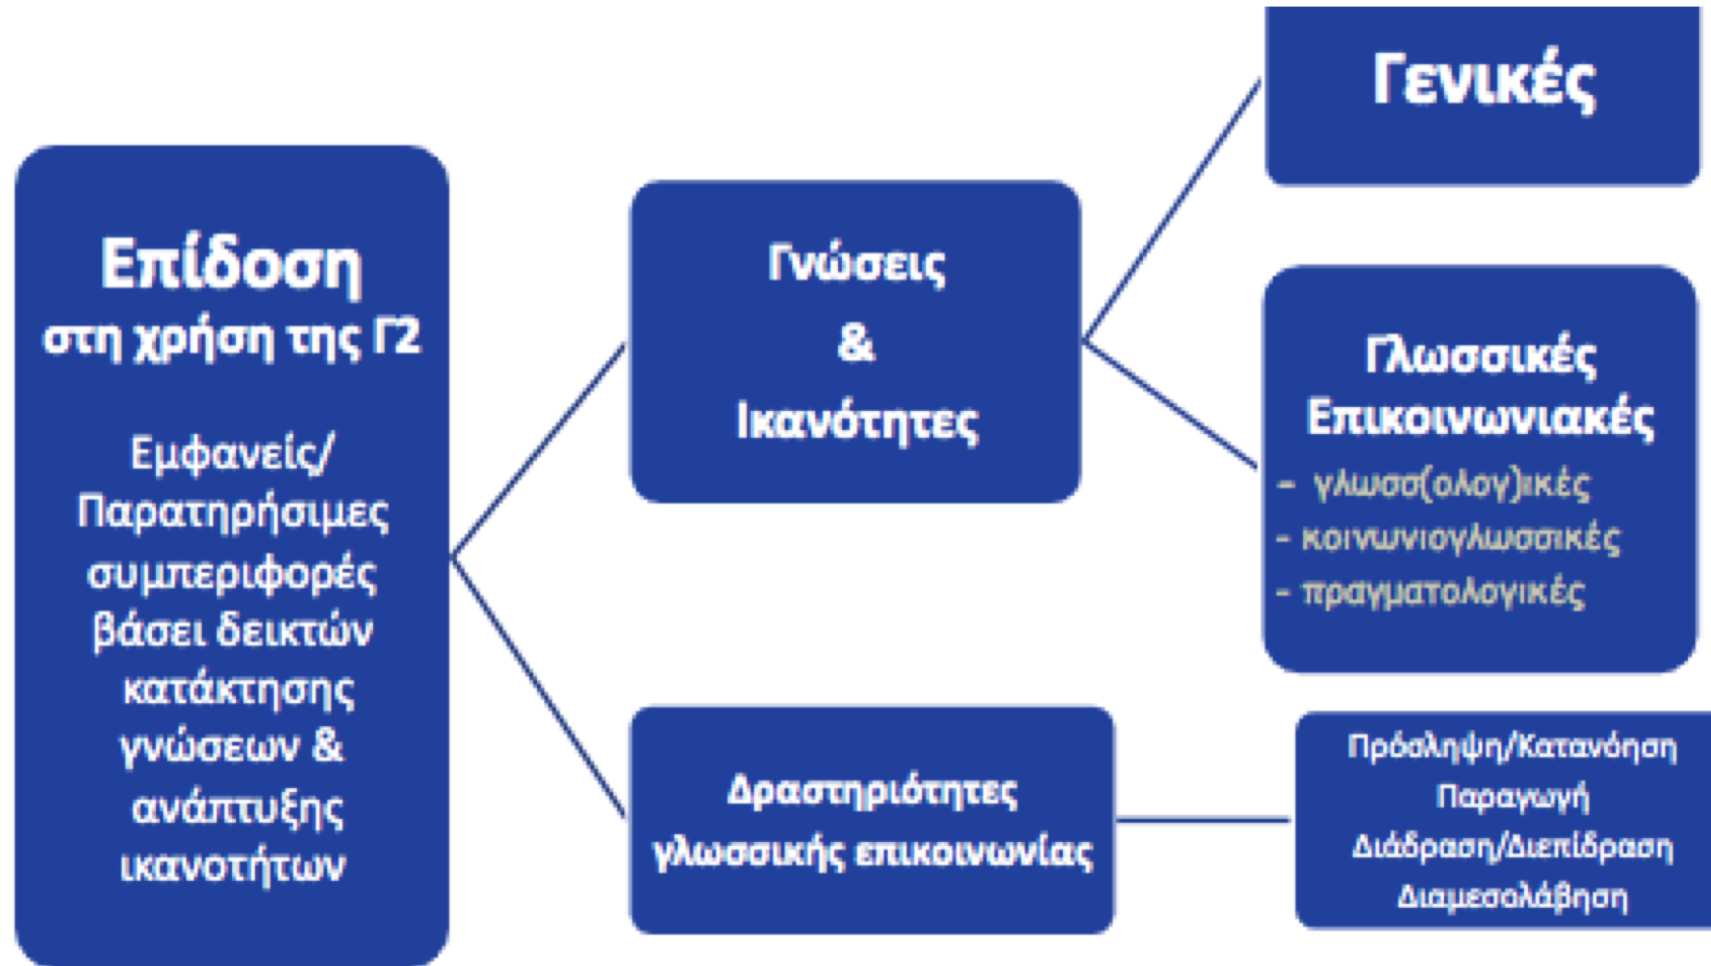 Επίδοση
στη χρήση της Γ2
Εμφανείς/
Παρατηρήσιμες
συμπεριφορές
βάσει δεικτών
κατάκτησης
γνώσεων &
ανάπτυξης
ικανοτήτων
Γνώσεις
&
Ικανότητες
Γενικές
Γλωσσικές
Επικοινωνιακές
– γλωσσ(ολογ)ικές
- κοινωνιογλωσσικές
- πραγματολογικές
Δραστηριότητες
γλωσσικής επικοινωνίας
Πρόσληψη/Κατανόηση
Παραγωγή
Διάδραση/Διεπίδραση
Διαμεσολάβηση